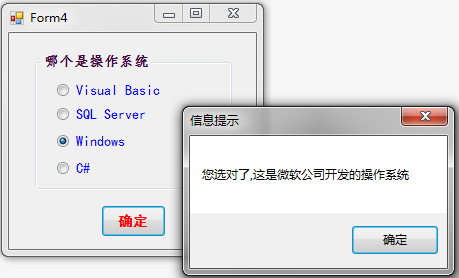 Form4
哪个是操作系统
Visual Basic
SQL Server
Windows
C#
确定
信息提示
您选对了,这是微软公司开发的操作系统
确定